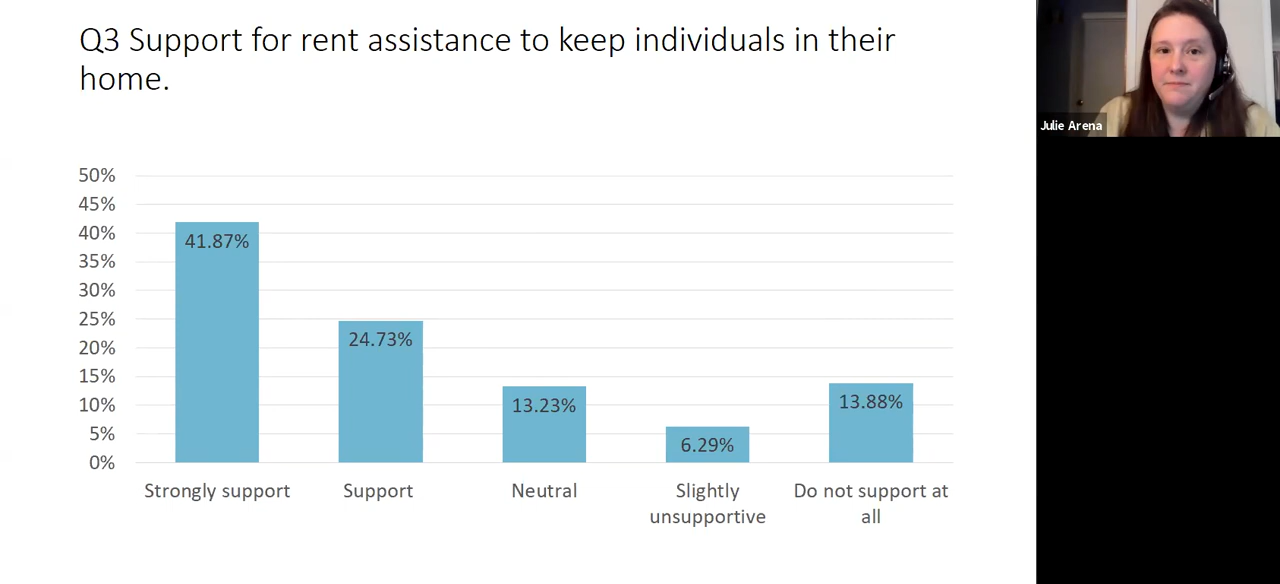 Q3 Support for rent assistance to keep individuals in their
home.
Julie Arena
50%
45%
40%
35%
30%
25%
20%
15%
10%
5%
0%
41.87%
24.73%
13.23%
6.29%
13.88%
Strongly support
Support
Neutral
Slightly
unsupportive
Do not support at
all